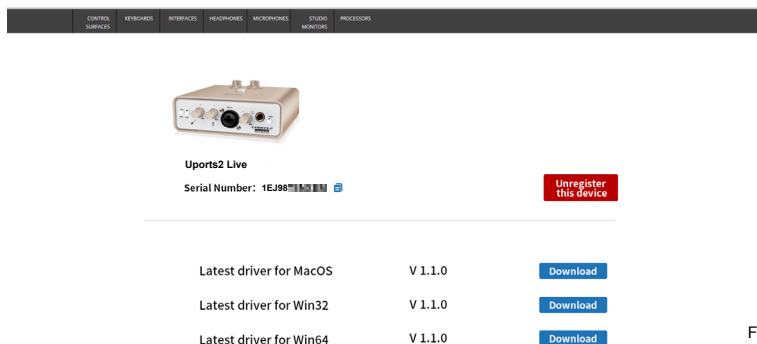 CONTROL SURFACES
KEYBOARDS
INTERFACES
HEADPHONES
MICROPHONES
STUDIO MONITORS
PROCESSORS
Uports2 Live
Serial Number: 1EJ98
Unregister
this device
Latest driver for MacOS V 1.1.0 Download
Latest driver for Win32 V 1.1.0 Download
Latest driver for Win64 V 1.1.0 Download
F